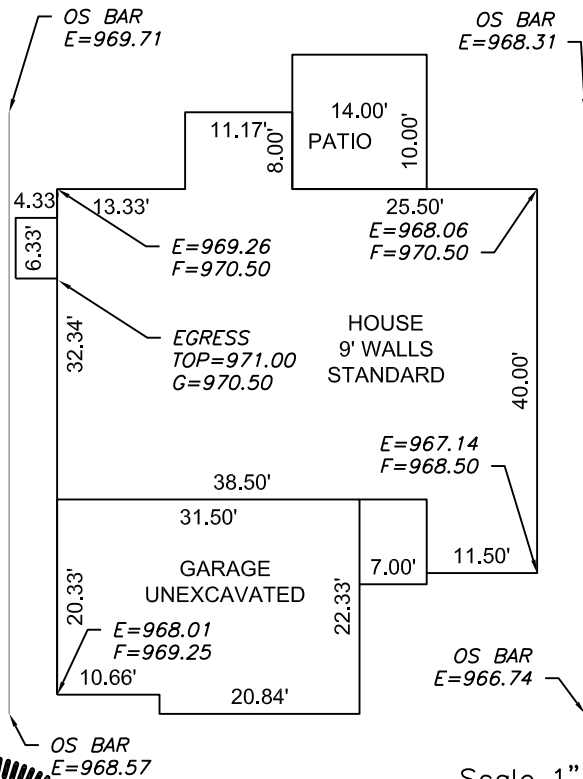 OS BAR
E=969.71
OS BAR
E=968.31
14.00'
PATIO
10.00'
11.17'
8.00'
4.33'
13.33'
25.50'
6.33'
E=969.26
F=970.50
E=968.06
F=970.50
EGRESS
TOP=971.00
G=970.50
32.34'
HOUSE
9' WALLS
STANDARD
40.00'
E=967.14
F=968.50
38.50'
31.50'
7.00'
11.50'
GARAGE
UNEXCAVATED
20.33'
22.33'
E=968.01
F=969.25
10.66'
20.84'
OS BAR
E=966.74
OS BAR
E=968.57
Scale 1"